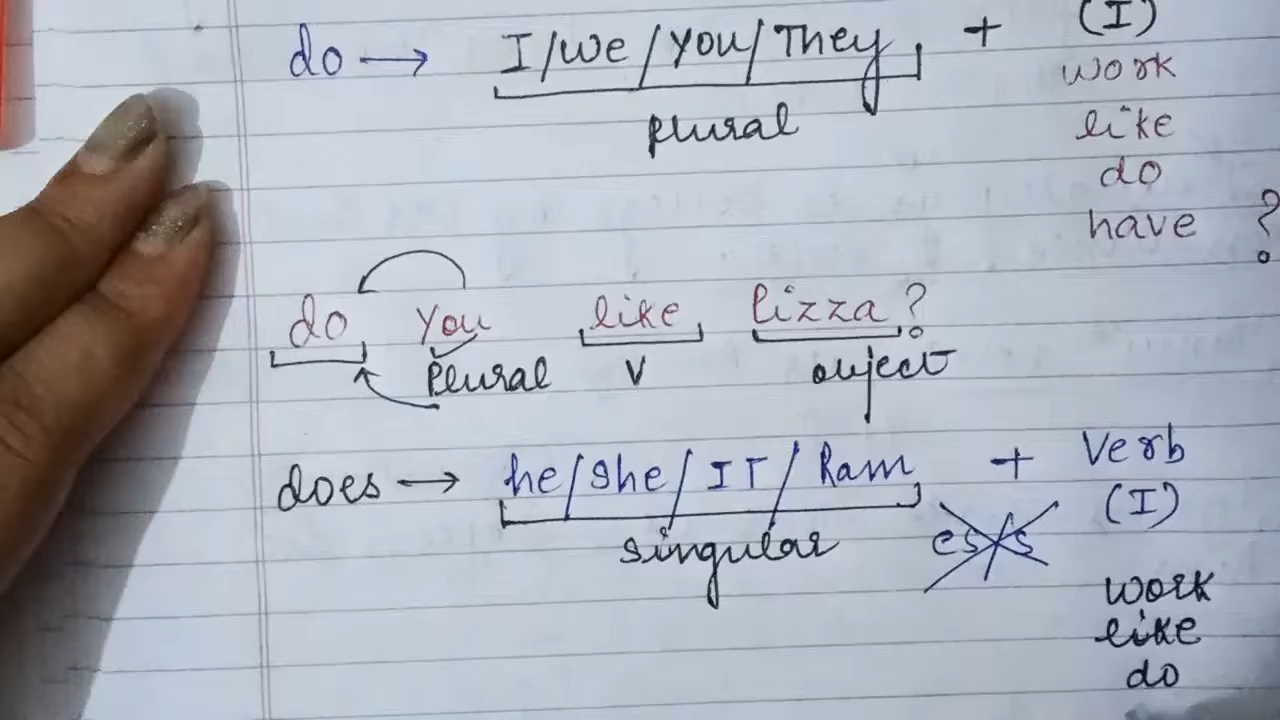 do → I/We/You/They, + (I)
plural
work
like
do
have ?
do you like Pizza?
Plural V object
does → he/She/IT/Ram + Verb
(I)
singular es/s
work
like
do